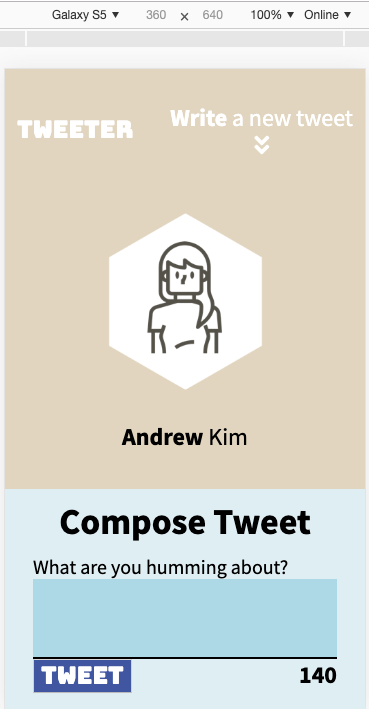 Galaxy S5 ▼ 360 × 640 100% ▼ Online ▼
TWEETER
Write a new tweet
Andrew Kim
Compose Tweet
What are you humming about?
TWEET 140